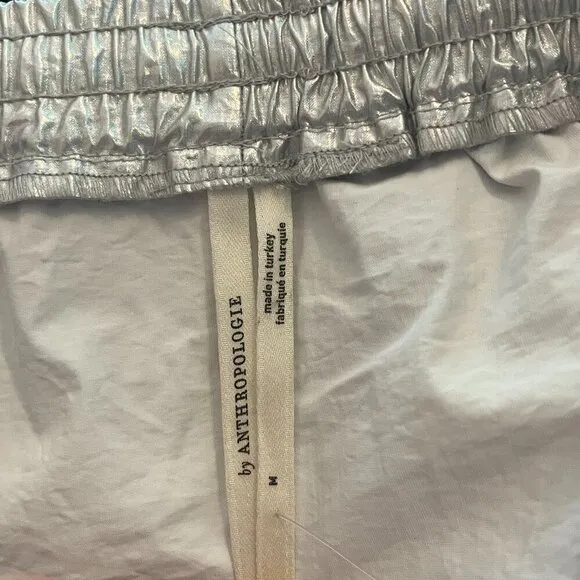 by ANTHROPOLOGIE
made in turkey
fabriqué en turquie
M